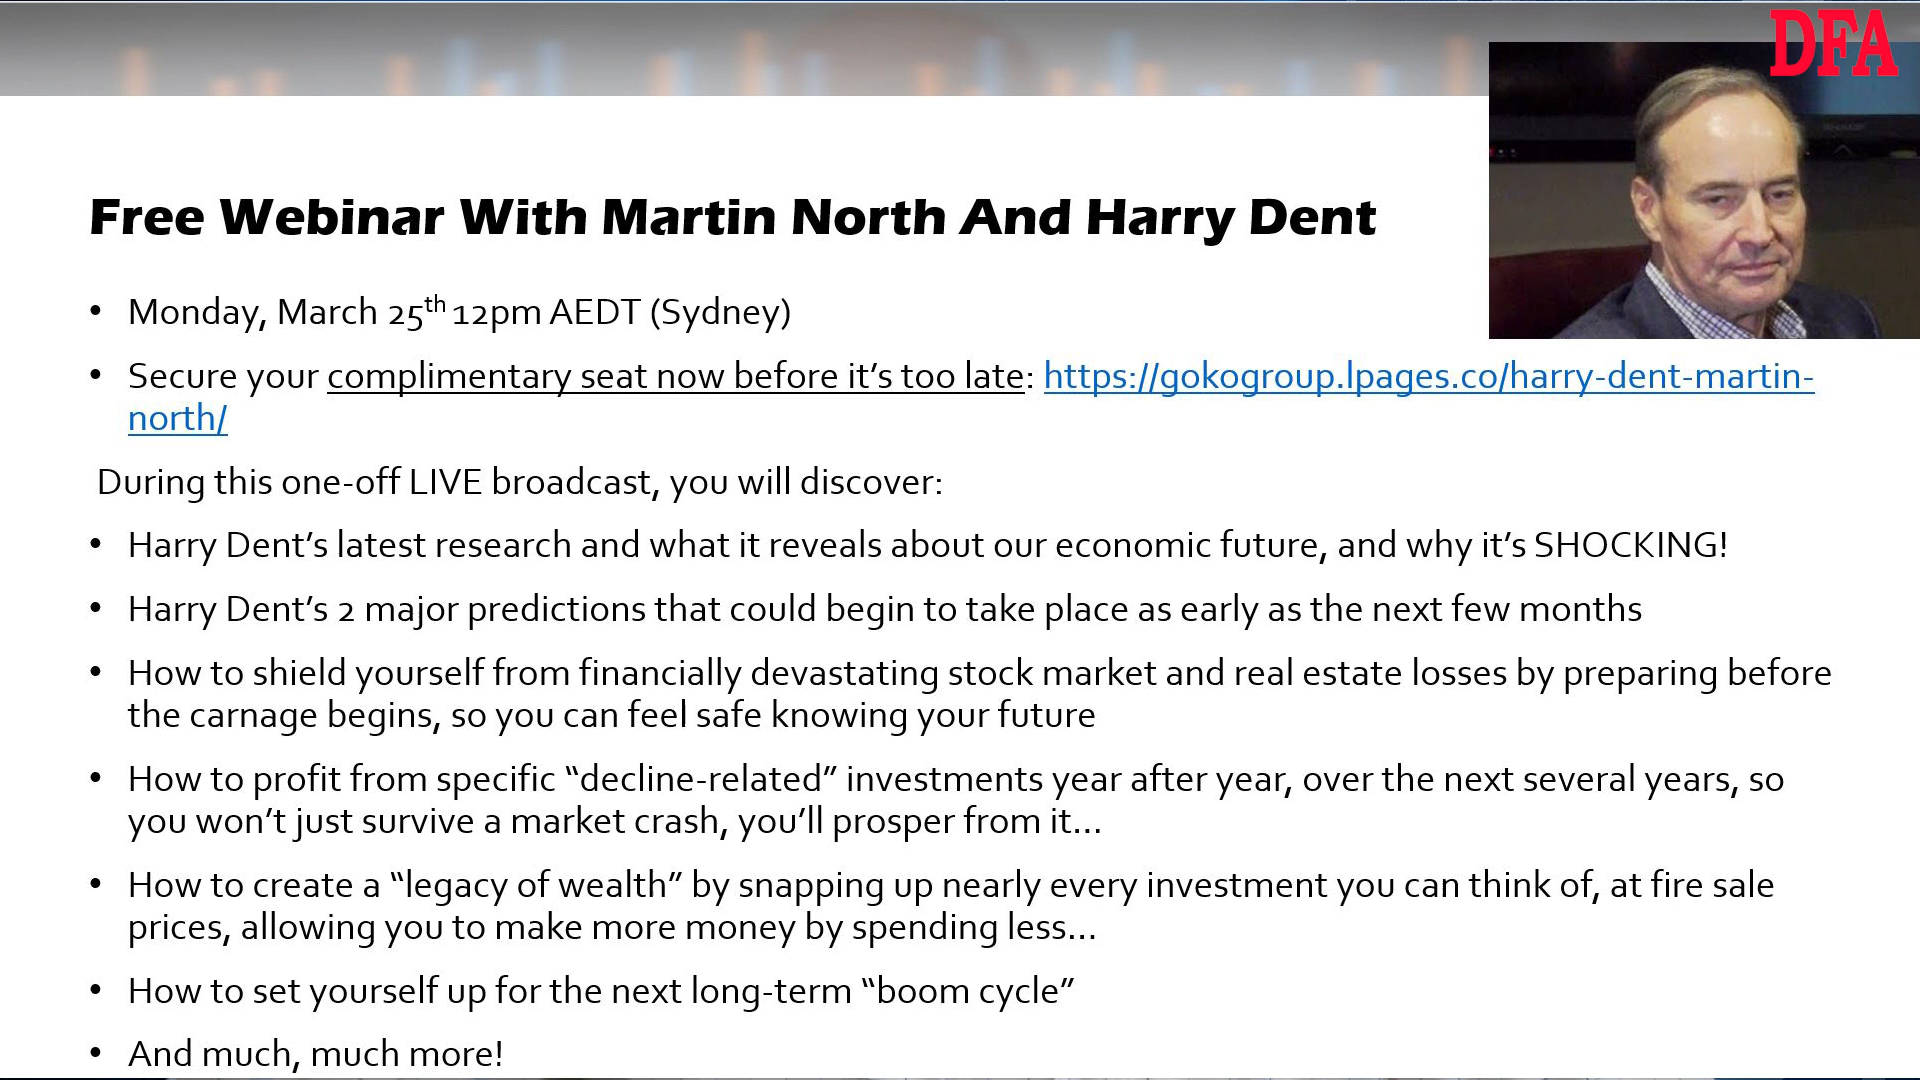 DFA
Free Webinar With Martin North And Harry Dent
• Monday, March 25th 12pm AEDT (Sydney)
• Secure your complimentary seat now before it’s too late: https://gokogroup.lpages.co/harry-dent-martin-
north/
During this one-off LIVE broadcast, you will discover:
• Harry Dent’s latest research and what it reveals about our economic future, and why it’s SHOCKING!
• Harry Dent’s 2 major predictions that could begin to take place as early as the next few months
• How to shield yourself from financially devastating stock market and real estate losses by preparing before
the carnage begins, so you can feel safe knowing your future
• How to profit from specific “decline-related” investments year after year, over the next several years, so
you won’t just survive a market crash, you’ll prosper from it…
• How to create a “legacy of wealth” by snapping up nearly every investment you can think of, at fire sale
prices, allowing you to make more money by spending less…
• How to set yourself up for the next long-term “boom cycle”
• And much, much more!